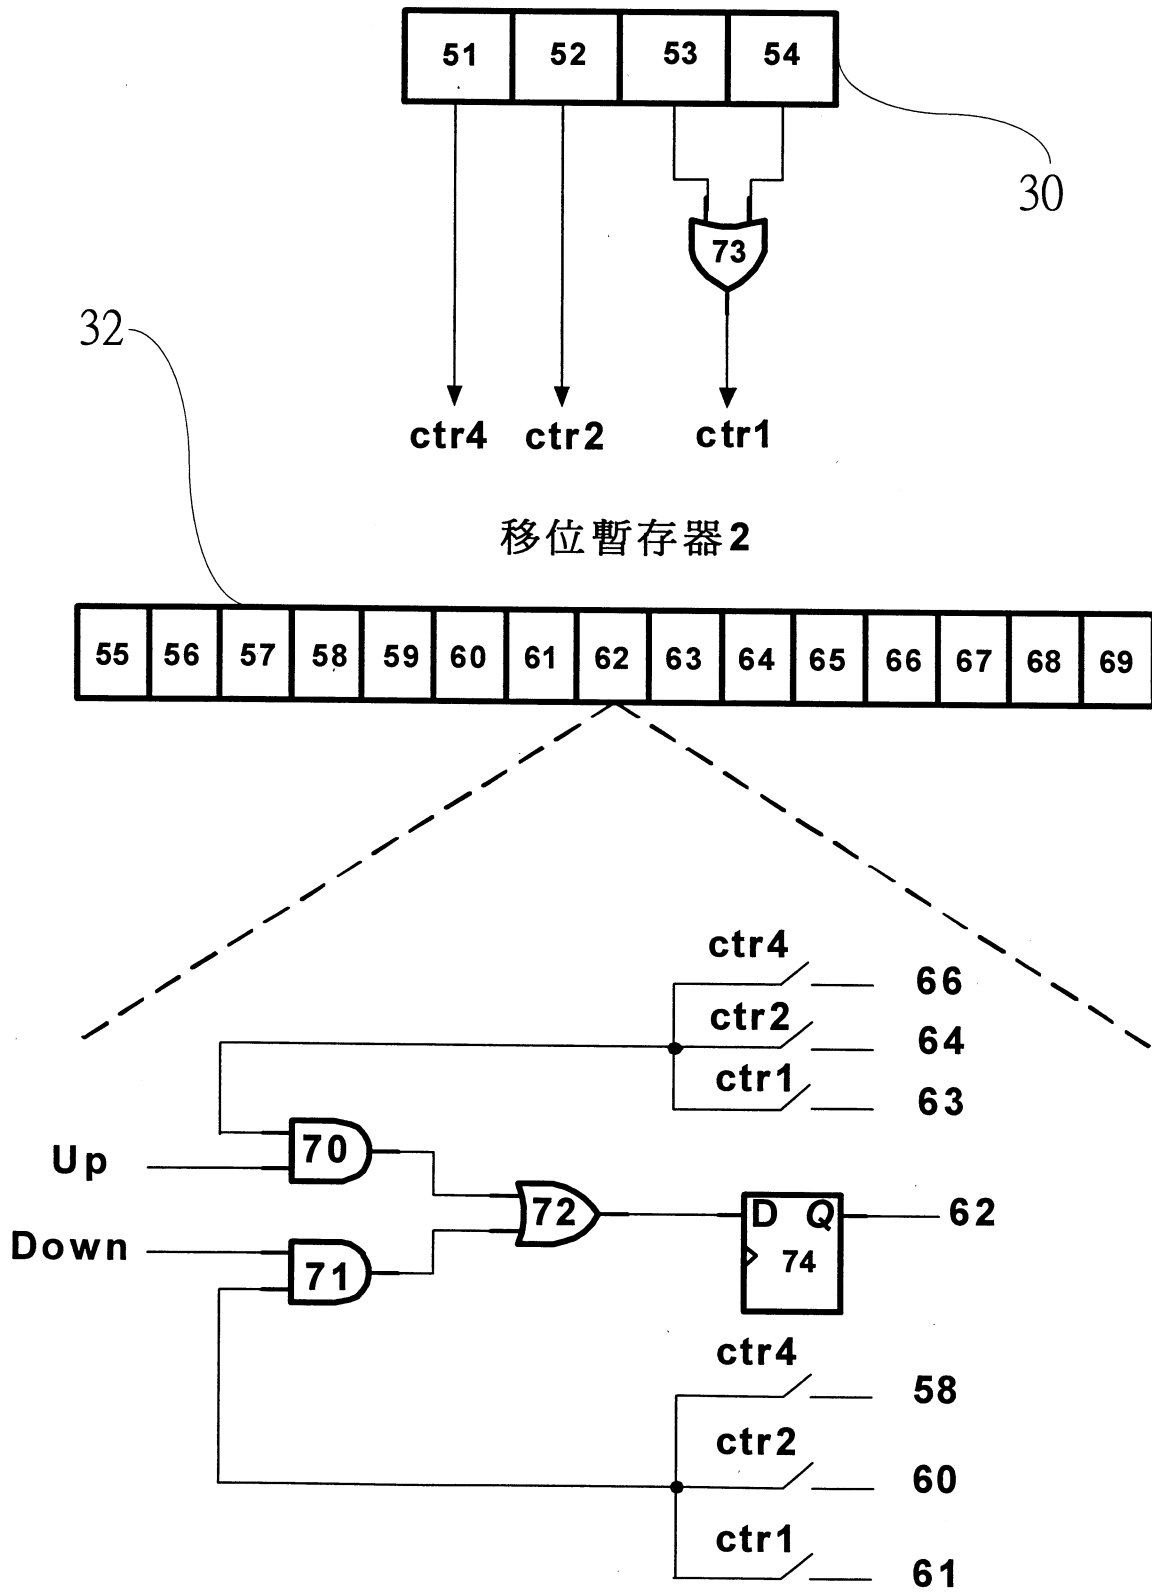 51 52 53 54
30
73
32
ctr4 ctr2 ctr1
移位暫存器2
55 56 57 58 59 60 61 62 63 64 65 66 67 68 69
ctr4 66
ctr2 64
ctr1 63
Up 70
72 D Q 62
Down 71 74
ctr4 58
ctr2 60
ctr1 61